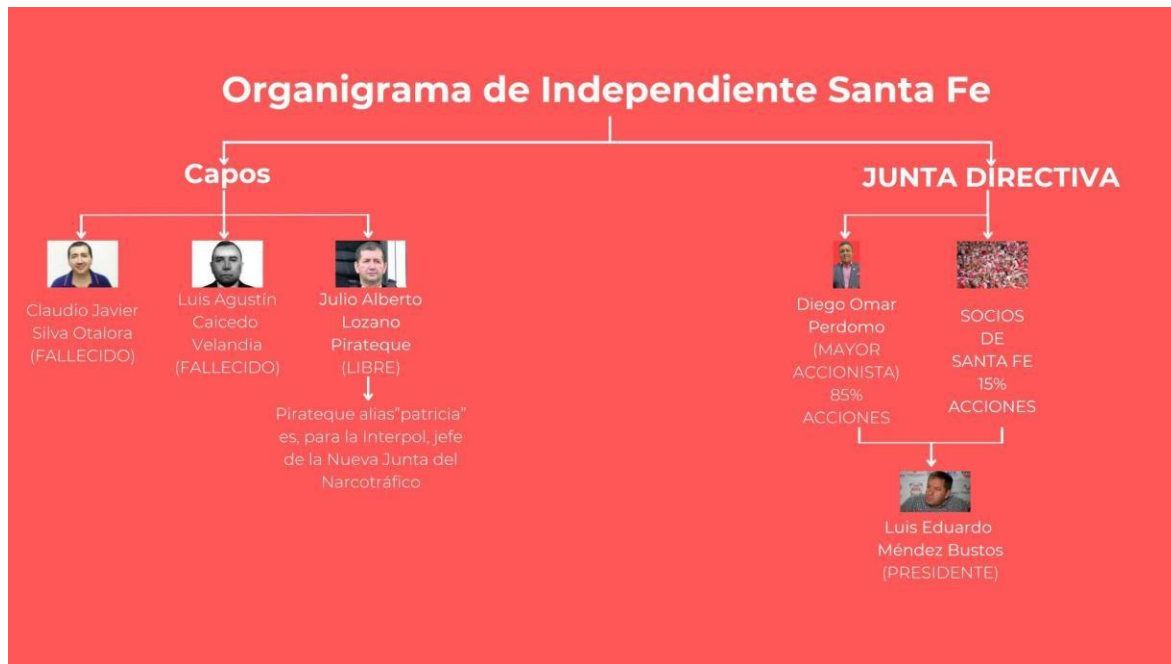 Organigrama de Independiente Santa Fe
Capos
JUNTA DIRECTIVA
Claudio Javier
Silva Otalora
(FALLECIDO)
Luis Agustín
Caicedo
Velandia
(FALLECIDO)
Julio Alberto
Lozano
Pirateque
(LIBRE)
Pirateque alias"patricia"
es, para la Interpol, jefe
de la Nueva Junta del
Narcotráfico
Diego Omar
Perdomo
(MAYOR
ACCIONISTA)
85%
ACCIONES
SOCIOS
DE
SANTA FE
15%
ACCIONES
Luis Eduardo
Méndez Bustos
(PRESIDENTE)